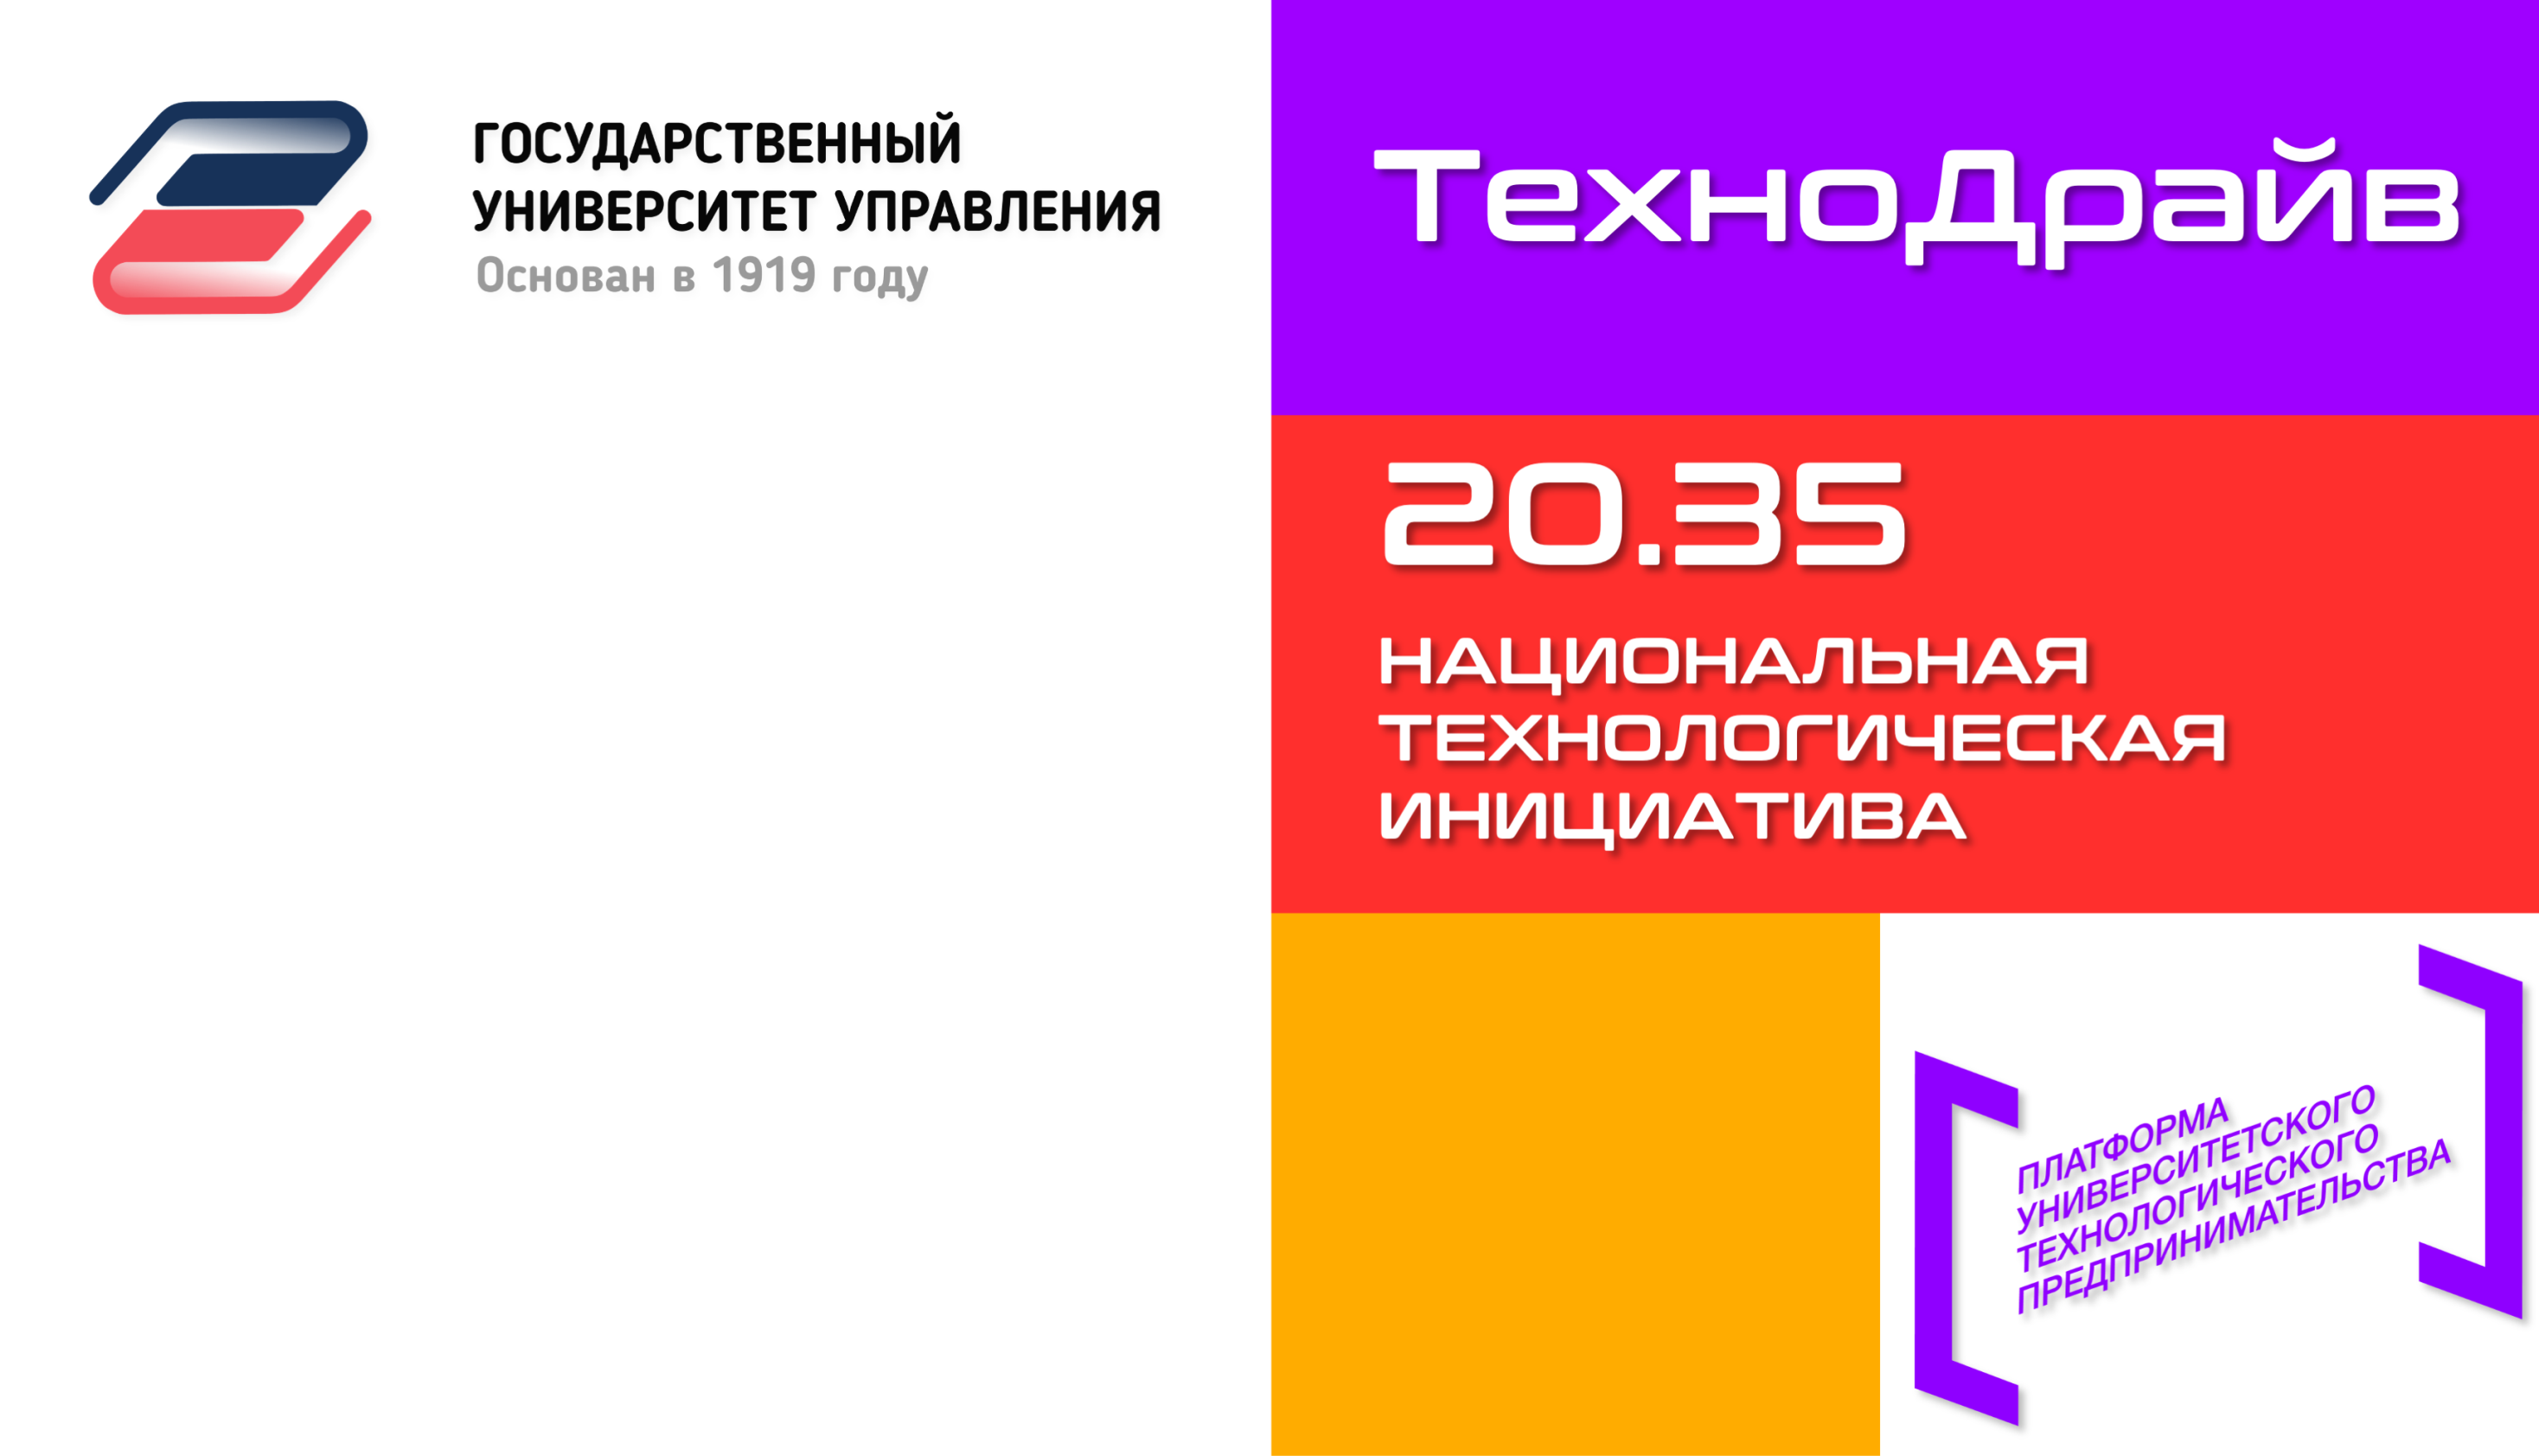 ГОСУДАРСТВЕННЫЙ
УНИВЕРСИТЕТ УПРАВЛЕНИЯ
Основан в 1919 году
ТехноДрайв
20.35
НАЦИОНАЛЬНАЯ
ТЕХНОЛОГИЧЕСКАЯ
ИНИЦИАТИВА
ПЛАТФОРМА
УНИВЕРСИТЕТСКОГО
ТЕХНОЛОГИЧЕСКОГО
ПРЕДПРИНИМАТЕЛЬСТВА